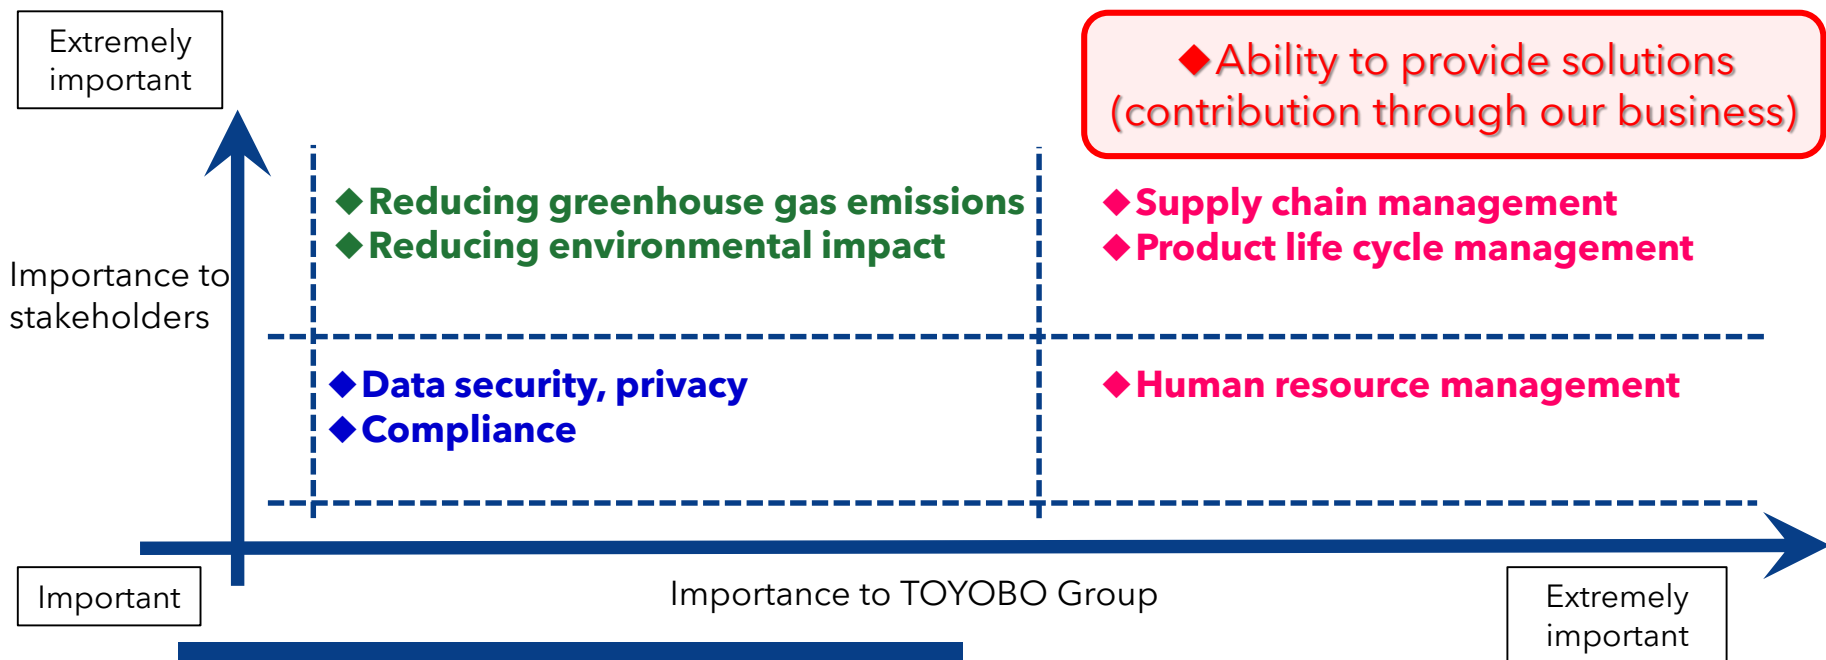 Extremely
important
◆Ability to provide solutions
(contribution through our business)
◆Reducing greenhouse gas emissions
◆Reducing environmental impact
◆Supply chain management
◆Product life cycle management
Importance to
stakeholders
◆Data security, privacy
◆Compliance
◆Human resource management
Important
Importance to TOYOBO Group
Extremely
important